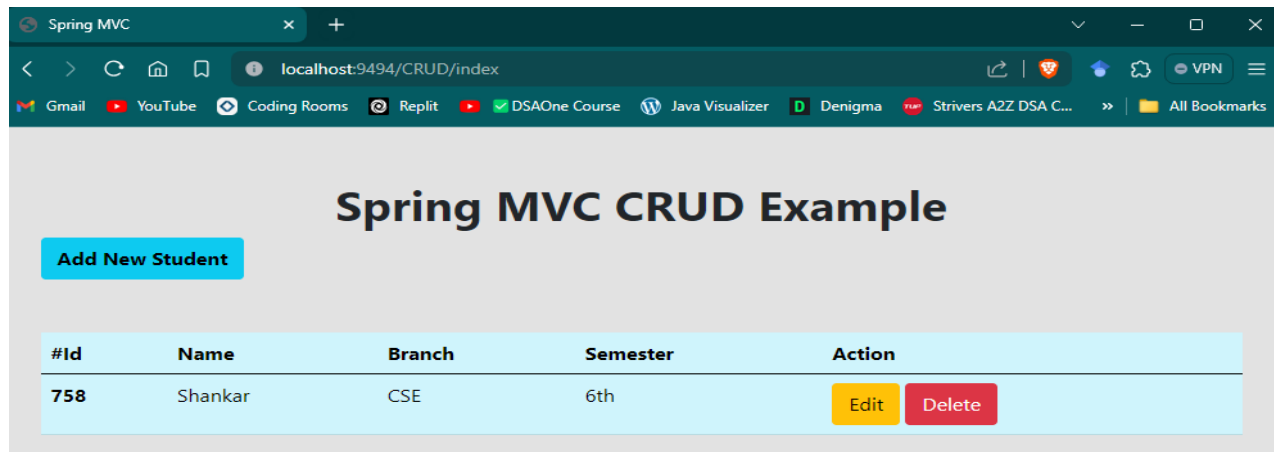 Spring MVC
localhost:9494/CRUD/index
VPN
Gmail YouTube Coding Rooms Replit DSAOne Course Java Visualizer D Denigma TUF Strivers A2Z DSA C... » All Bookmarks
Spring MVC CRUD Example
Add New Student
#Id Name Branch Semester Action
758 Shankar CSE 6th Edit Delete